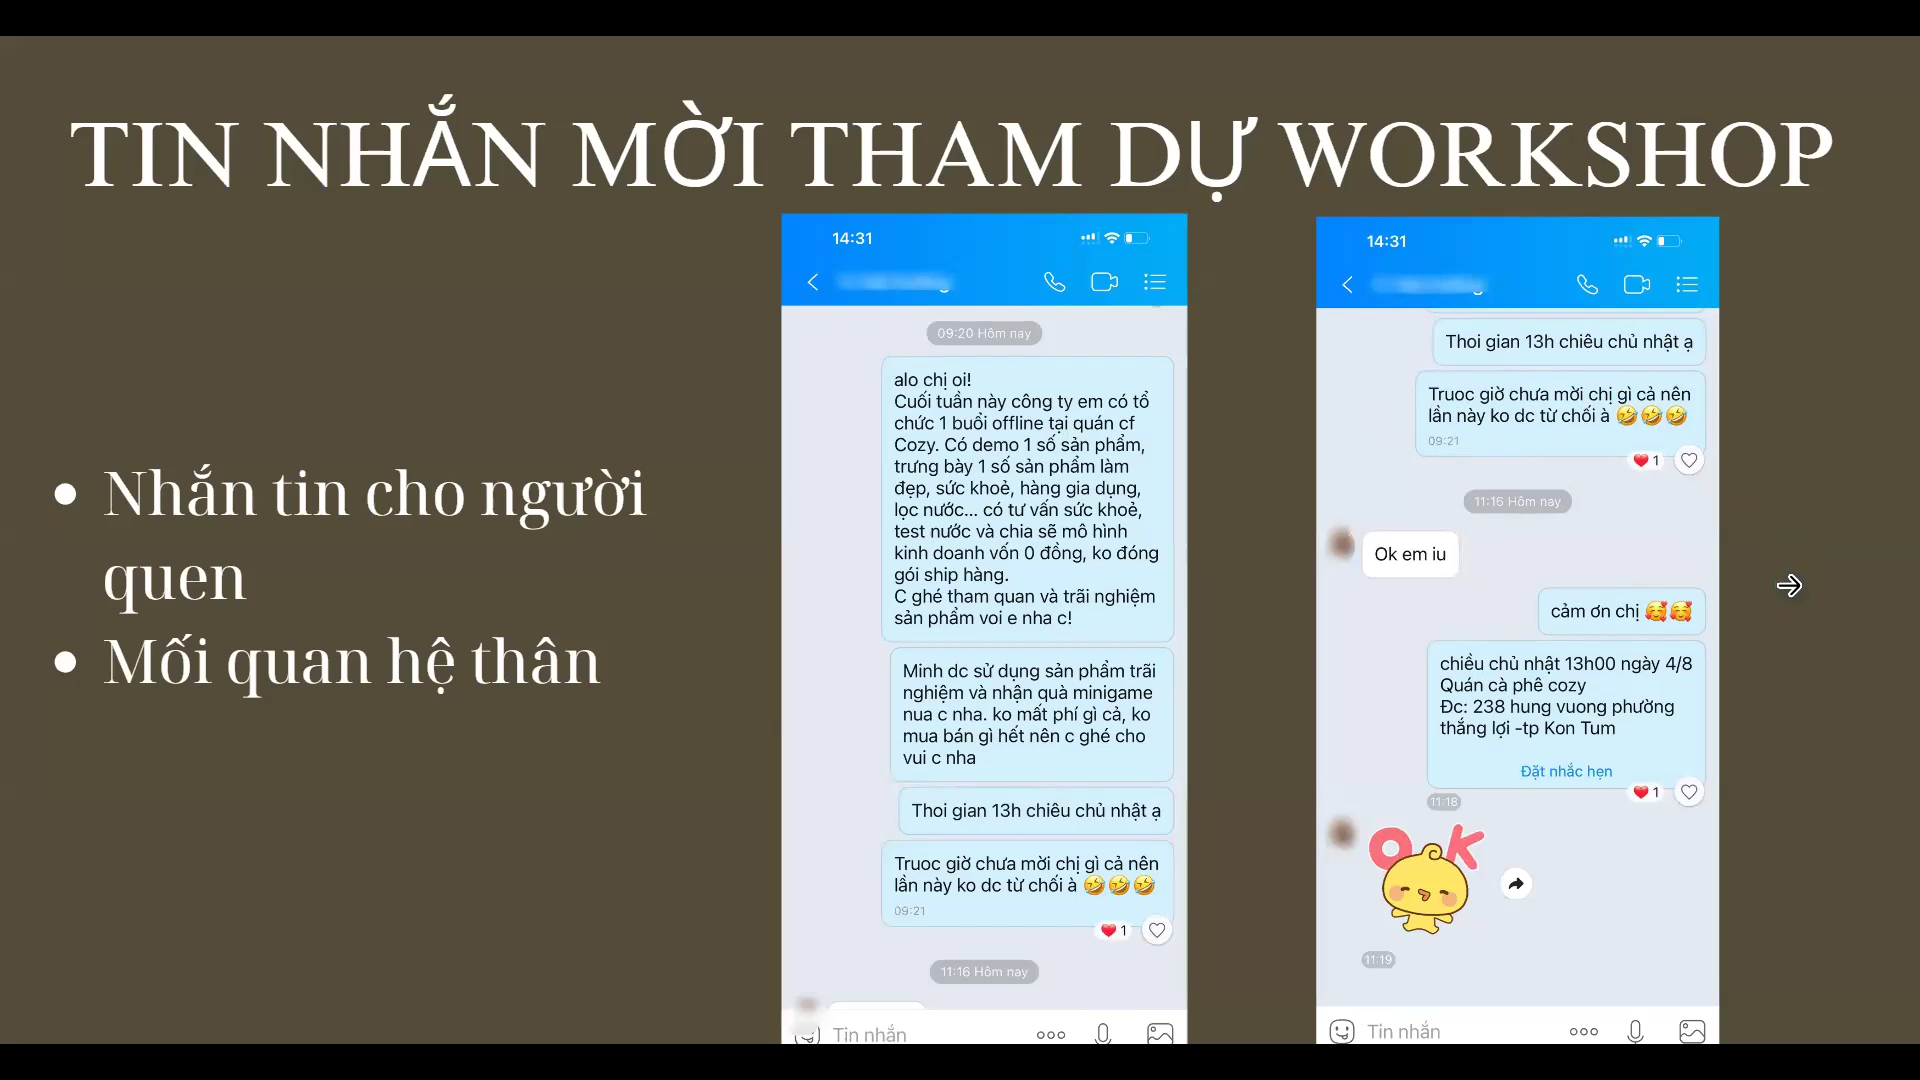 TIN NHẮN MỜI THAM DỰ WORKSHOP
• Nhắn tin cho người
quen
• Mối quan hệ thân
14:31
09:20 Hôm nay
alo chị oi!
Cuối tuần này công ty em có tổ
chức 1 buổi offline tại quán cf
Cozy. Có demo 1 số sản phẩm,
trưng bày 1 số sản phẩm làm
đẹp, sức khoẻ, hàng gia dụng,
lọc nước... có tư vấn sức khoẻ,
test nước và chia sẽ mô hình
kinh doanh vốn 0 đồng, ko đóng
gói ship hàng.
C ghé tham quan và trãi nghiệm
sản phẩm voi e nha c!
Minh dc sử dụng sản phẩm trãi
nghiệm và nhận quà minigame
nua c nha. ko mất phí gì cả, ko
mua bán gì hết nên c ghé cho
vui c nha
Thoi gian 13h chiêu chủ nhật ạ
Truoc giờ chưa mời chị gì cả nên
lần này ko dc từ chối à 🤣🤣🤣
09:21
❤️ 1
11:16 Hôm nay
Tin nhắn
14:31
Thoi gian 13h chiêu chủ nhật ạ
Truoc giờ chưa mời chị gì cả nên
lần này ko dc từ chối à 🤣🤣🤣
09:21
❤️ 1
11:16 Hôm nay
Ok em iu
cảm ơn chị 🥰🥰
chiều chủ nhật 13h00 ngày 4/8
Quán cà phê cozy
Đc: 238 hung vuong phường
thắng lợi -tp Kon Tum
Đặt nhắc hẹn
❤️ 1
11:18
OK
11:19
Tin nhắn